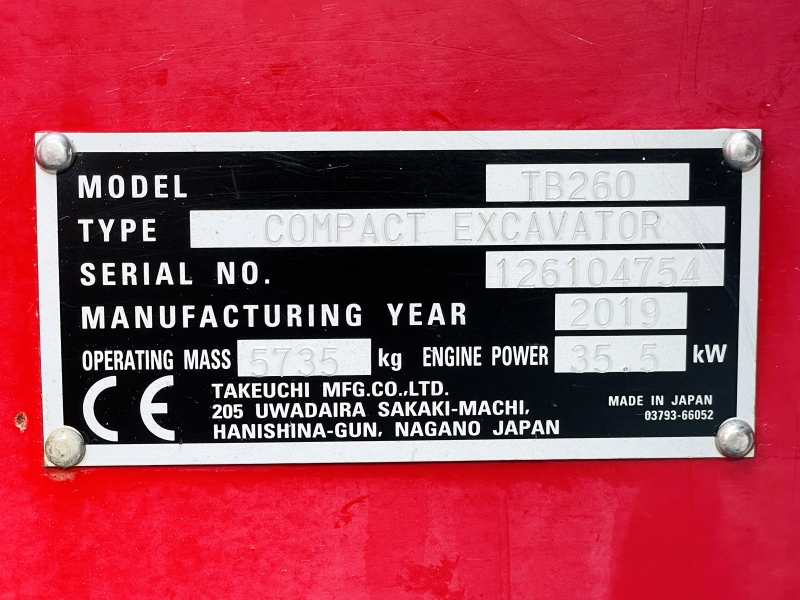 MODEL TB260
TYPE COMPACT EXCAVATOR
SERIAL NO. 126104754
MANUFACTURING YEAR 2019
OPERATING MASS 5735 kg ENGINE POWER 35.5 kW
CE TAKEUCHI MFG.CO.,LTD.
205 UWADAIRA SAKAKI-MACHI,
HANISHINA-GUN, NAGANO JAPAN
MADE IN JAPAN
03793-66052